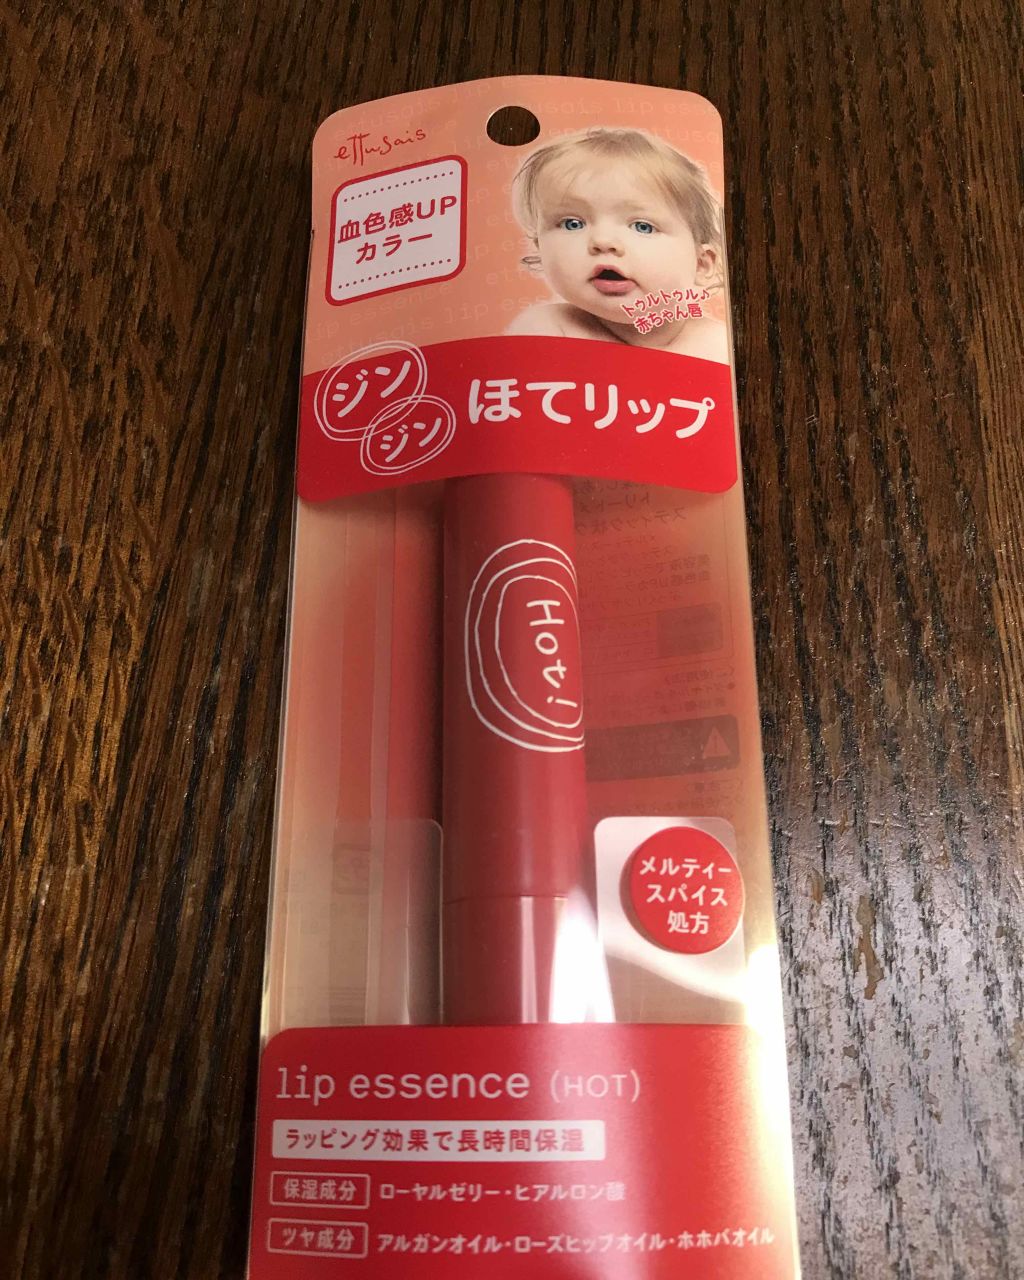 ettusais
血色感UP
カラー
トゥルトゥル♪
赤ちゃん唇
ジン
ジン
ほてリップ
Hot!
メルティー
スパイス
処方
lip essence (HOT)
ラッピング効果で長時間保湿
保湿成分 ローヤルゼリー・ヒアルロン酸
ツヤ成分 アルガンオイル・ローズヒップオイル・ホホバオイル